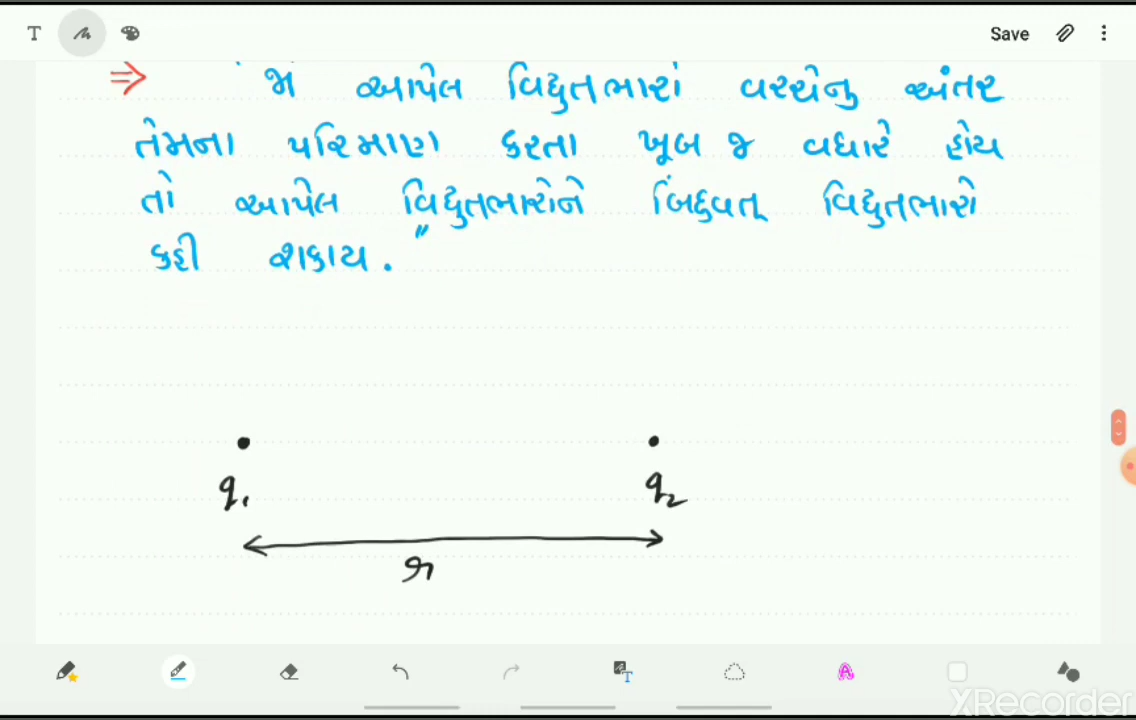 T Save
⇒ " જો આપેલ વિદ્યુતભારો વચ્ચેનુ અંતર
તેમના પરિમાણ કરતા ખૂબ જ વધારે હોય
તો આપેલ વિદ્યુતભારોને બિંદુવત્ વિદ્યુતભારો
કહી શકાય. "
q₁ q₂
r
XRecorder